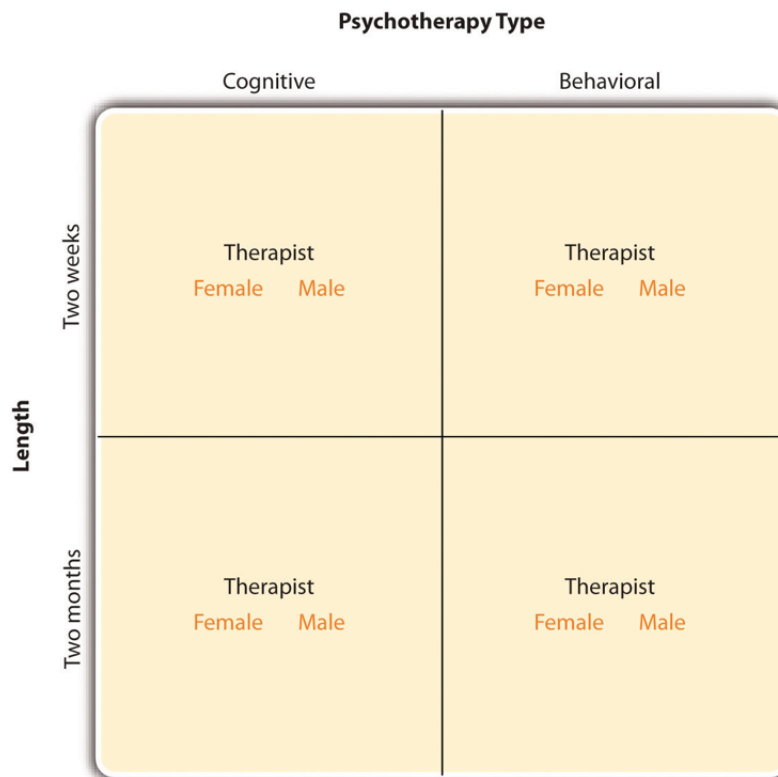 Psychotherapy Type
Cognitive Behavioral
Two weeks
Therapist Therapist
Female Male Female Male
Length
Two months
Therapist Therapist
Female Male Female Male